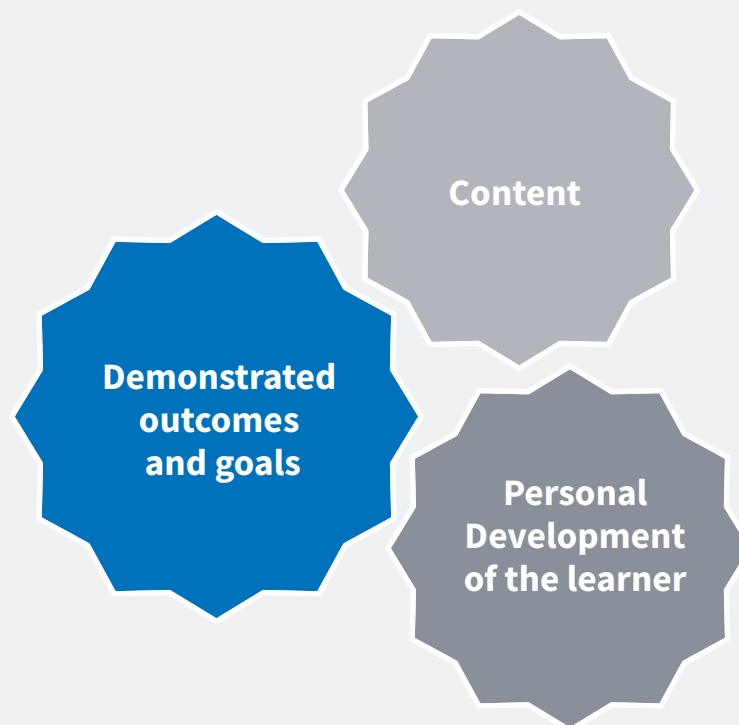 Content
Demonstrated
outcomes
and goals
Personal
Development
of the learner